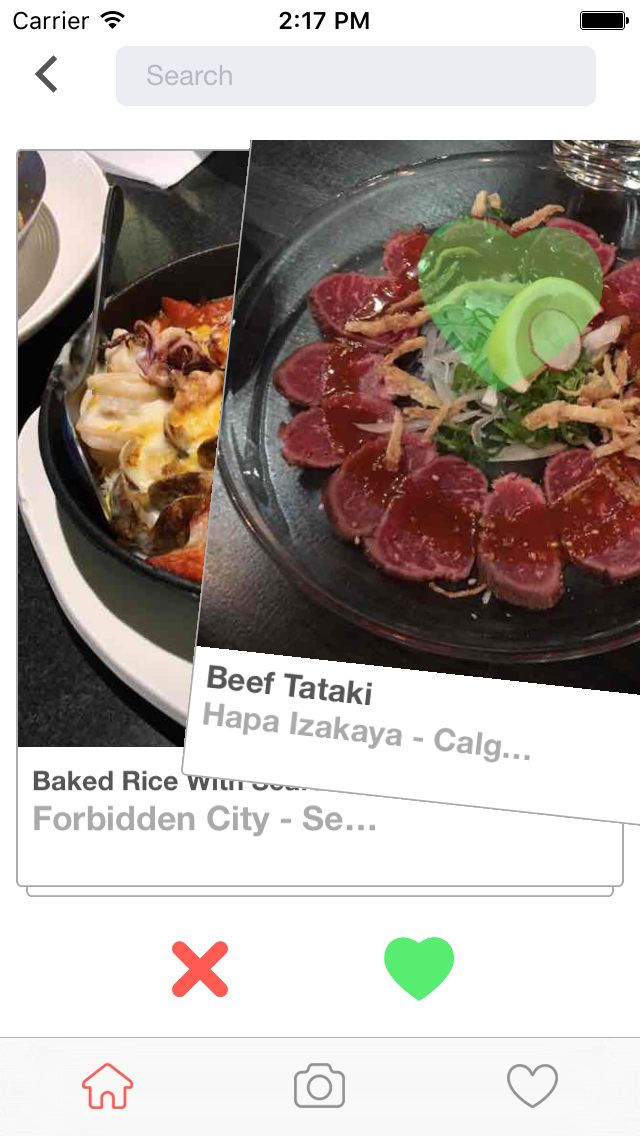 Carrier 2:17 PM
Search
Beef Tataki
Hapa Izakaya - Calg...
Baked Rice With
Forbidden City - Se...